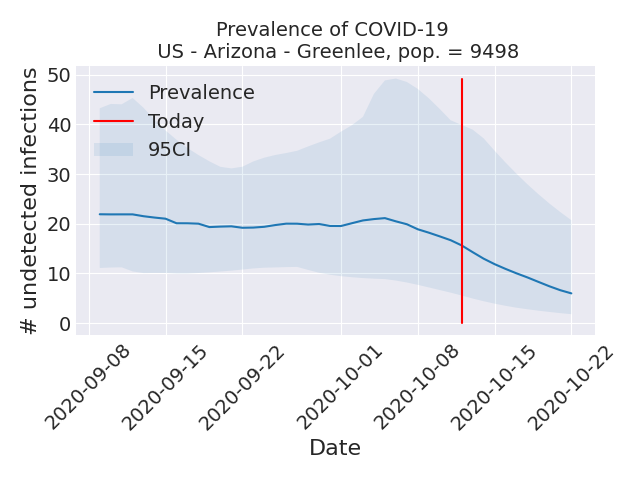 Prevalence of COVID-19
US - Arizona - Greenlee, pop. = 9498
# undetected infections
50
40
30
20
10
0
Prevalence
Today
95CI
2020-09-08
2020-09-15
2020-09-22
2020-10-01
2020-10-08
2020-10-15
2020-10-22
Date